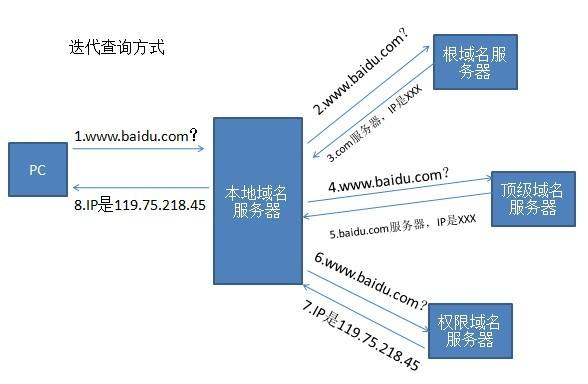 迭代查询方式
根域名服
务器
2.www.baidu.com?
3.com服务器，IP是XXX
1.www.baidu.com?
PC
8.IP是119.75.218.45
本地域名
服务器
4.www.baidu.com?
5.baidu.com服务器，IP是XXX
顶级域名
服务器
6.www.baidu.com?
7.IP是119.75.218.45
权限域名
服务器